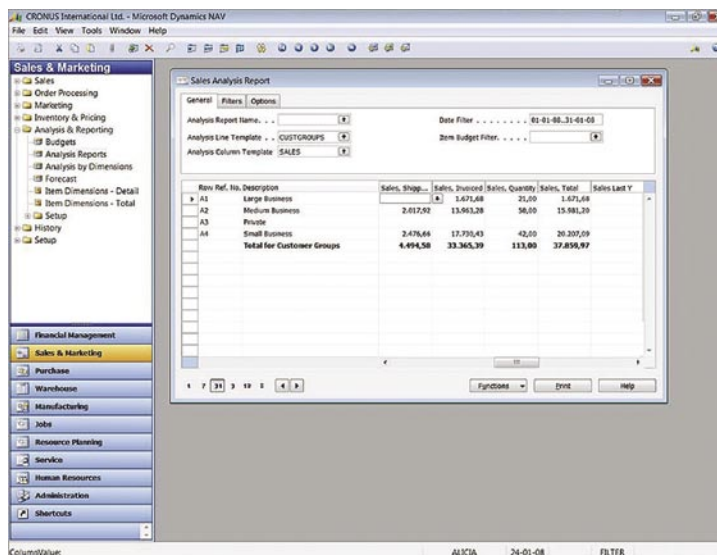 CRONUS International Ltd. - Microsoft Dynamics NAV
File Edit View Tools Window Help
Sales & Marketing
Sales
Order Processing
Marketing
Inventory & Pricing
Analysis & Reporting
Budgets
Analysis Reports
Analysis by Dimensions
Forecast
Item Dimensions - Detail
Item Dimensions - Total
Setup
History
Setup
Financial Management
Sales & Marketing
Purchase
Warehouse
Manufacturing
Jobs
Resource Planning
Service
Human Resources
Administration
Shortcuts
Sales Analysis Report
General Filters Options
Analysis Report Name. . . Date Filter . . . . . . . . 01-01-08..31-01-08
Analysis Line Template . . CUSTGROUPS Item Budget Filter. . . . .
Analysis Column Template SALES
Row Ref. No. Description Sales, Shipp... Sales, Invoiced Sales, Quantity Sales, Total Sales Last Y
A1 Large Business 1.671,68 21,00 1.671,68
A2 Medium Business 2.017,92 13.963,28 50,00 15.981,20
A3 Private
A4 Small Business 2.476,66 17.730,43 42,00 20.207,09
Total for Customer Groups 4.494,58 33.365,39 113,00 37.859,97
1 7 31 3 12
Functions Print Help
ColumnValue: ALICIA 24-01-08 FILTER